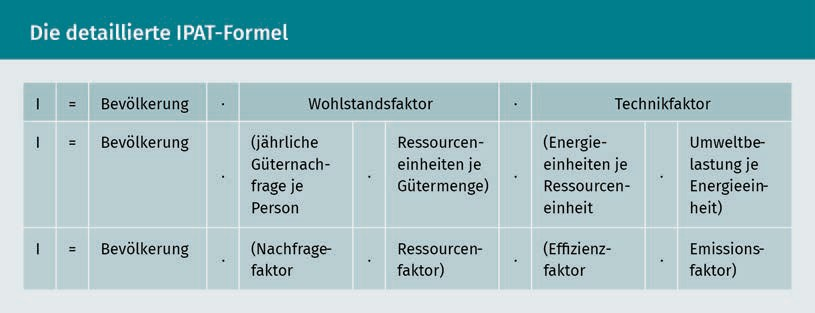 Die detaillierte IPAT-Formel
I = Bevölkerung · Wohlstandsfaktor · Technikfaktor
I = Bevölkerung · (jährliche Güternach-frage je Person · Ressourcen-einheiten je Gütermenge) · (Energie-einheiten je Ressourcen-einheit · Umweltbe-lastung je Energieein-heit)
I = Bevölkerung · (Nachfrage-faktor · Ressourcen-faktor) · (Effizienz-faktor · Emissions-faktor)